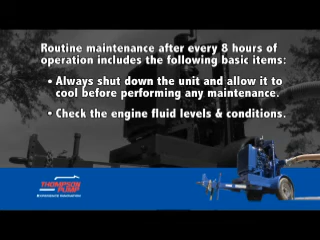 Routine maintenance after every 8 hours of
operation includes the following basic items:
• Always shut down the unit and allow it to
cool before performing any maintenance.
• Check the engine fluid levels & conditions.
THOMPSON
PUMP